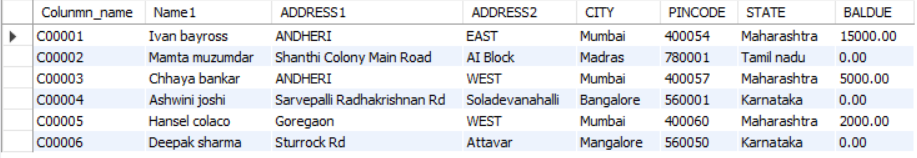 Colunmn_name Name1 ADDRESS1 ADDRESS2 CITY PINCODE STATE BALDUE
C00001 Ivan bayross ANDHERI EAST Mumbai 400054 Maharashtra 15000.00
C00002 Mamta muzumdar Shanthi Colony Main Road AI Block Madras 780001 Tamil nadu 0.00
C00003 Chhaya bankar ANDHERI WEST Mumbai 400057 Maharashtra 5000.00
C00004 Ashwini joshi Sarvepalli Radhakrishnan Rd Soladevanahalli Bangalore 560001 Karnataka 0.00
C00005 Hansel colaco Goregaon WEST Mumbai 400060 Maharashtra 2000.00
C00006 Deepak sharma Sturrock Rd Attavar Mangalore 560050 Karnataka 0.00